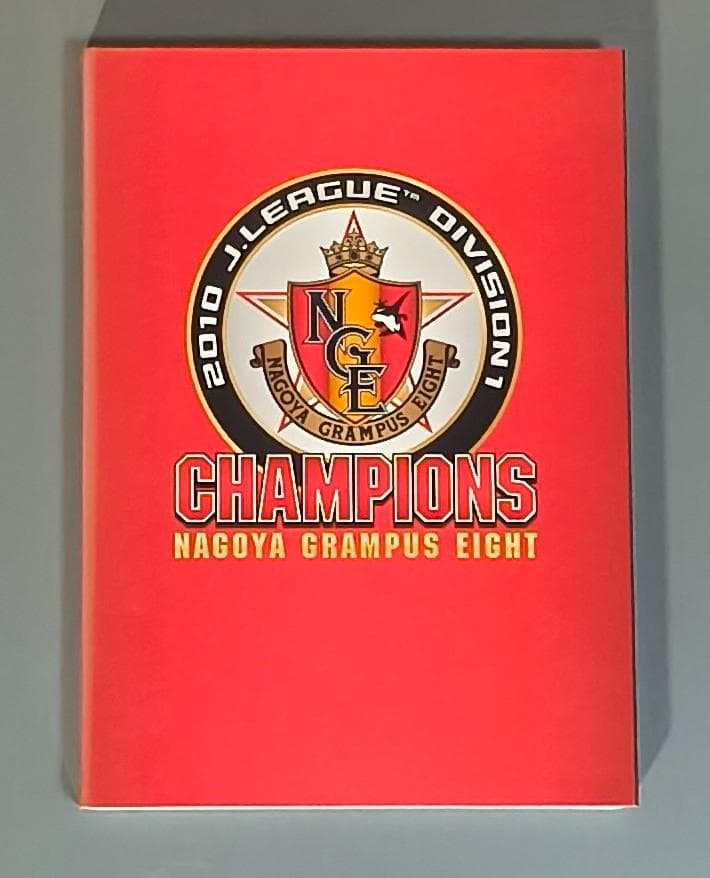 2010 J.LEAGUE™ DIVISION 1
NGE
NAGOYA GRAMPUS EIGHT
CHAMPIONS
NAGOYA GRAMPUS EIGHT